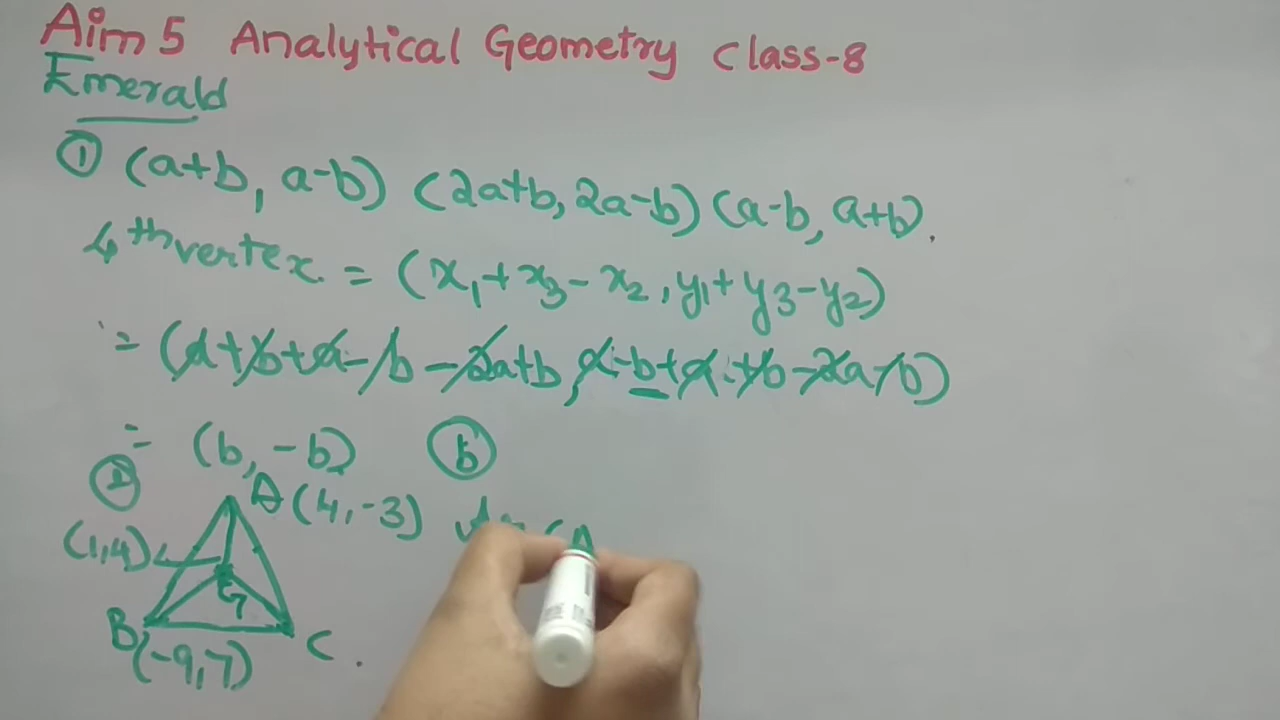 Aim 5 Analytical Geometry Class-8
Emerald
① (a+b, a-b) (2a+b, 2a-b) (a-b, a+b).
4th vertex = (x₁+x₃-x₂, y₁+y₃-y₂)
= (a+b+a-b-2a+b, a-b+a+b-2a-b)
= (b, -b) ⓑ
②
A(4,-3)
(1,4)
G
B
C
(-9,7)